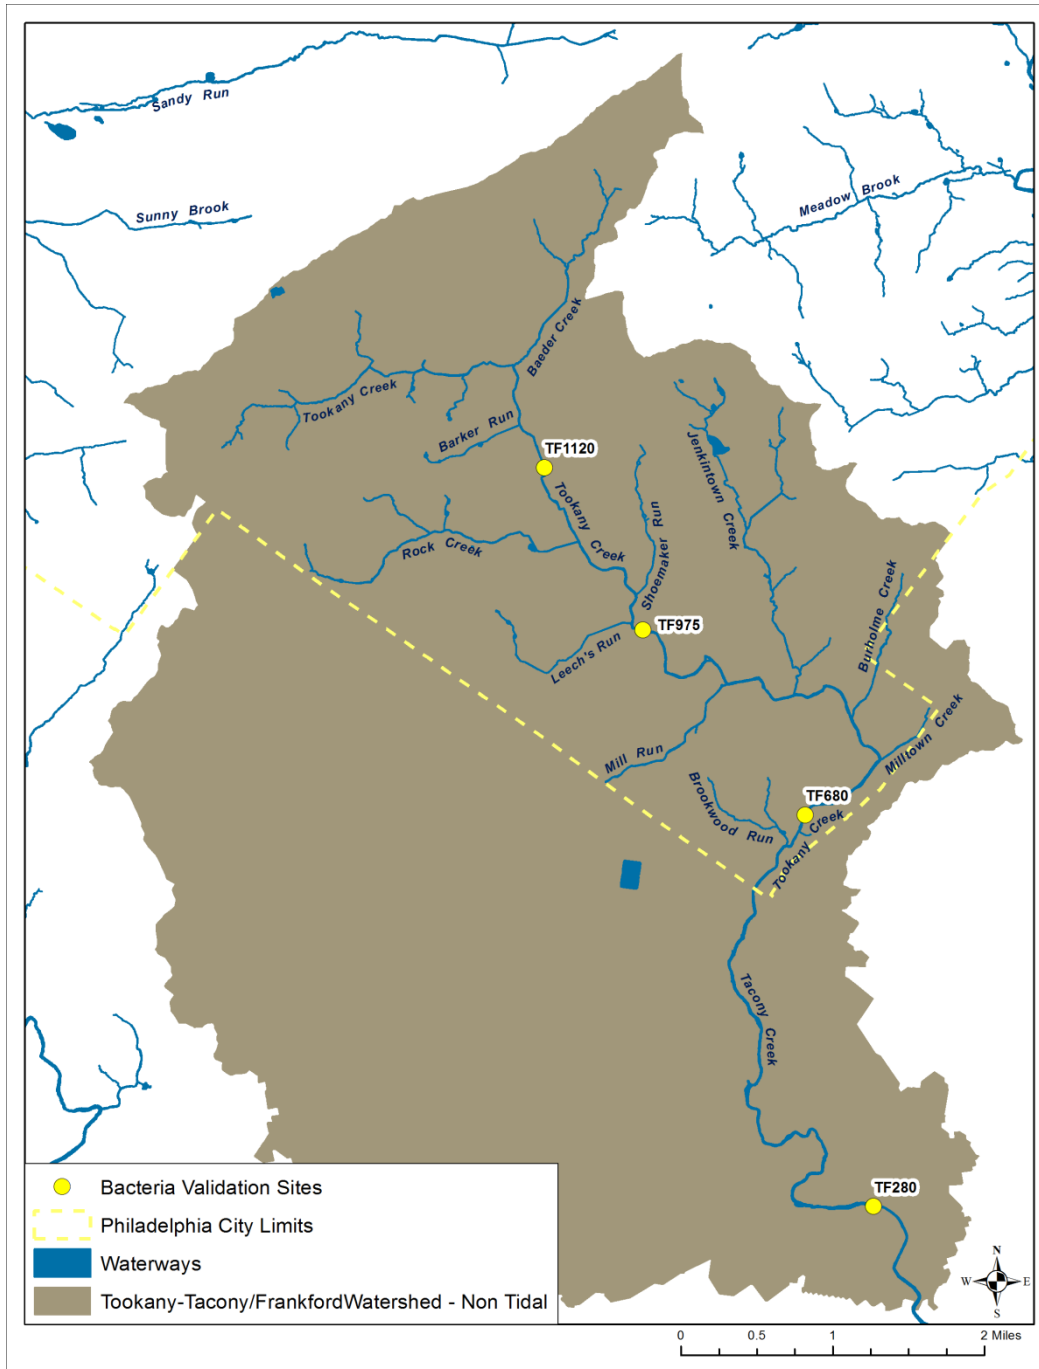 Sandy Run
Sunny Brook
Meadow Brook
Baeder Creek
Tookany Creek
Barker Run
TF1120
Jenkintown Creek
Tookany Creek
Shoemaker Run
Rock Creek
TF975
Burholme Creek
Leech's Run
Milltown Creek
Mill Run
Brookwood Run
TF680
Tookany Creek
Tacony Creek
TF280
Bacteria Validation Sites
Philadelphia City Limits
Waterways
Tookany-Tacony/FrankfordWatershed - Non Tidal
N
W E
S
0 0.5 1 2 Miles